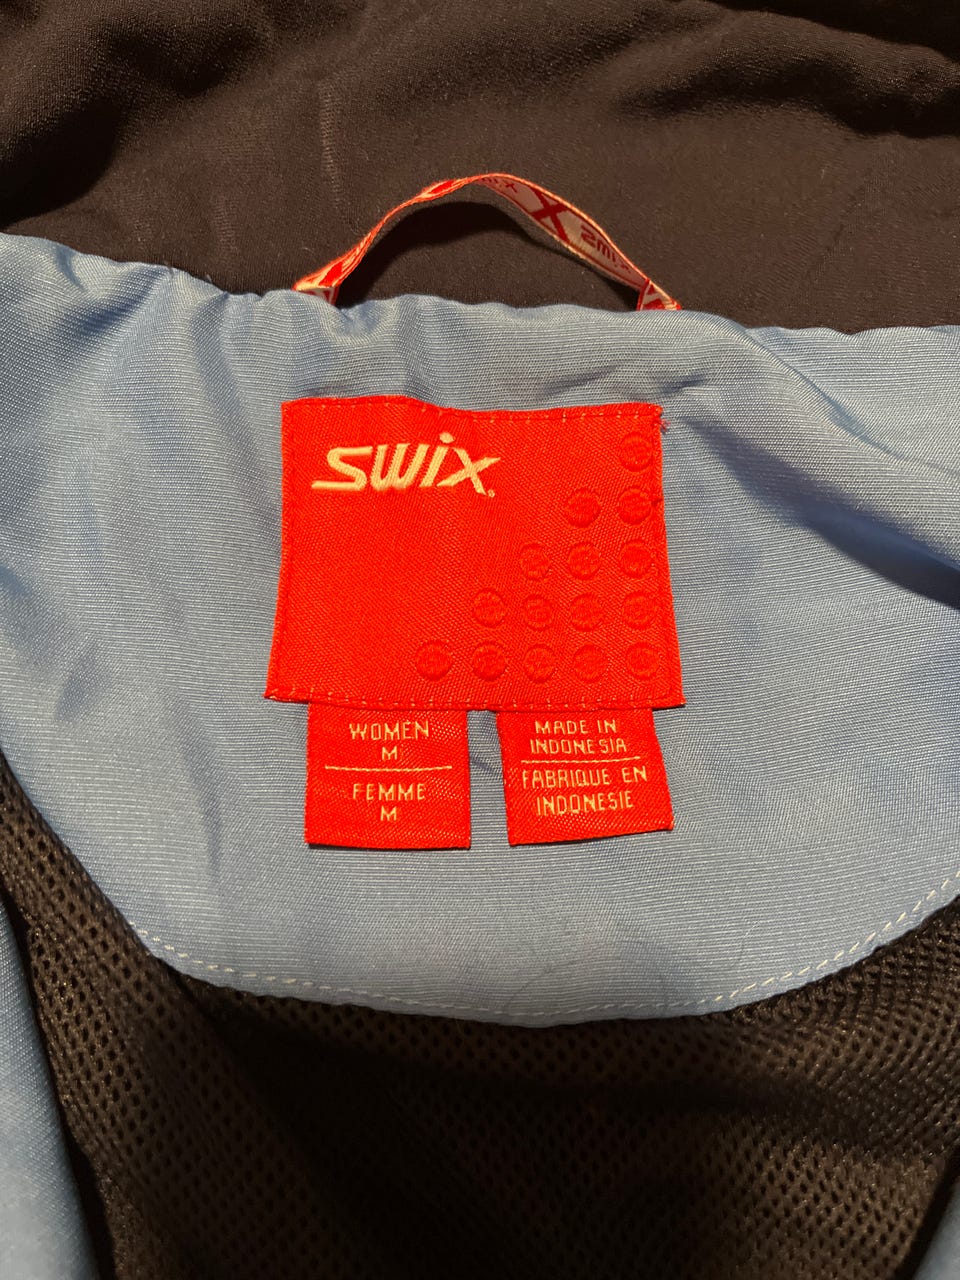 SWix
WOMEN
M
FEMME
M
MADE IN
INDONESIA
FABRIQUE EN
INDONESIE